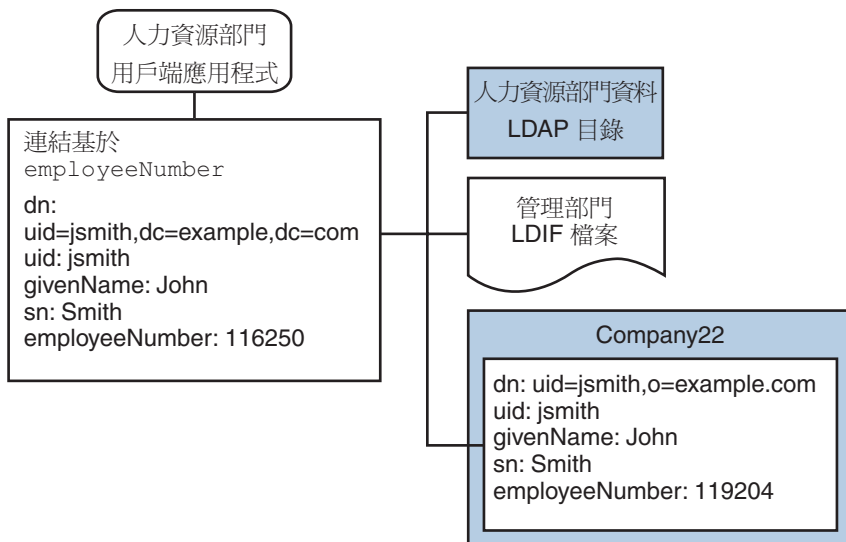 人力資源部門
用戶端應用程式
連結基於
employeeNumber
dn:
uid=jsmith,dc=example,dc=com
uid: jsmith
givenName: John
sn: Smith
employeeNumber: 116250
人力資源部門資料
LDAP 目錄
管理部門
LDIF 檔案
Company22
dn: uid=jsmith,o=example.com
uid: jsmith
givenName: John
sn: Smith
employeeNumber: 119204